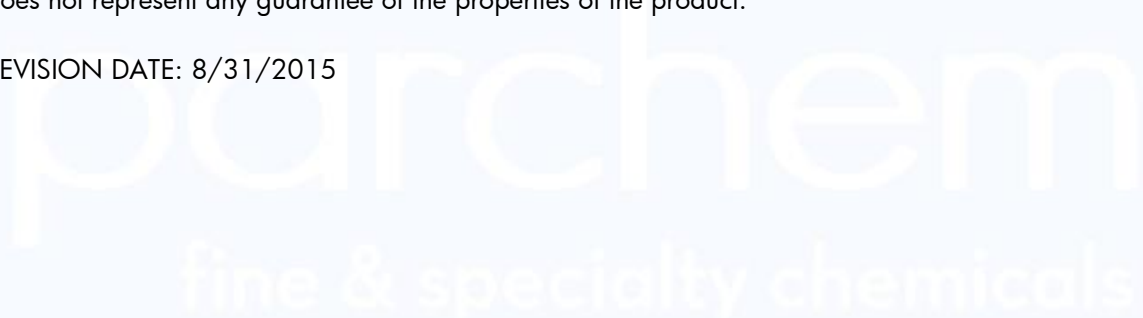 oes not represent any guarantee of the properties of the product.
EVISION DATE: 8/31/2015
parchem
fine & specialty chemicals